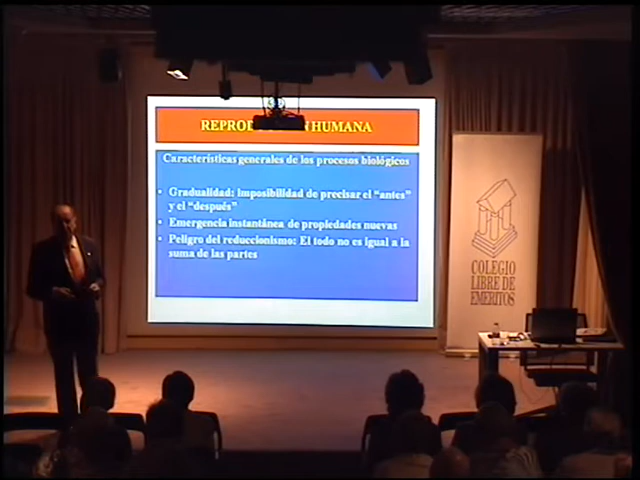 REPROD N HUMANA
Características generales de los procesos biológicos
• Gradualidad: imposibilidad de precisar el "antes"
y el "después"
• Emergencia instantánea de propiedades nuevas
• Peligro del reduccionismo: El todo no es igual a la
suma de las partes
COLEGIO
LIBRE DE
EMERITOS